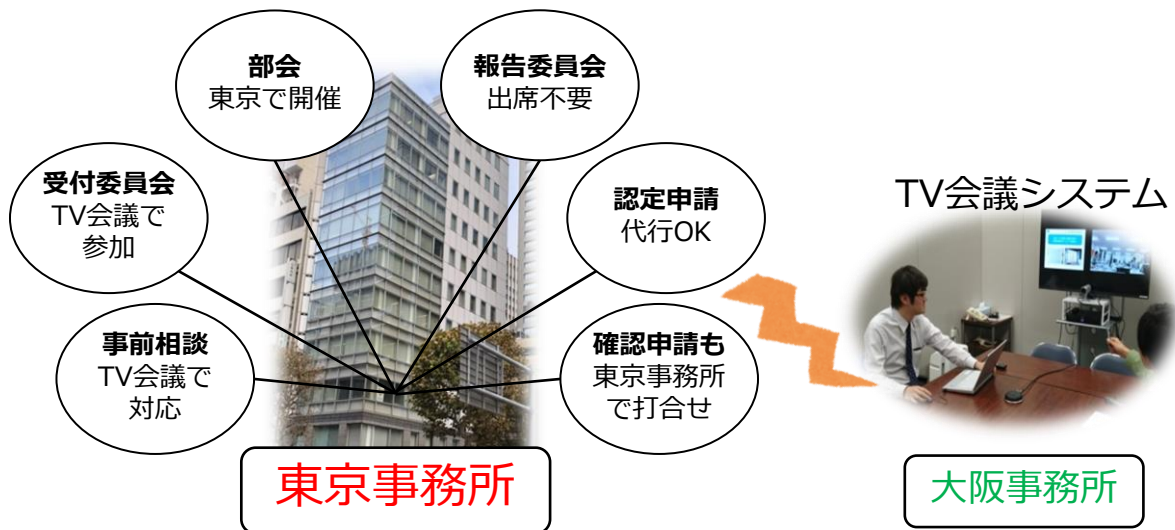 部会
東京で開催
報告委員会
出席不要
受付委員会
TV会議で
参加
認定申請
代行OK
TV会議システム
事前相談
TV会議で
対応
確認申請も
東京事務所
で打合せ
東京事務所
大阪事務所